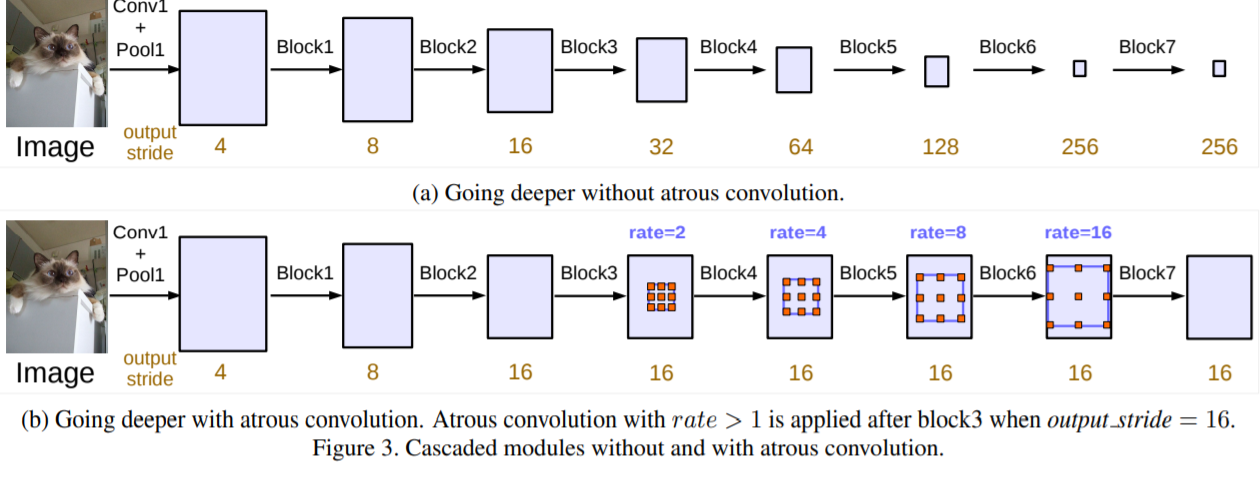 Conv1
+
Pool1
Block1 Block2 Block3 Block4 Block5 Block6 Block7
Image
output
stride
4 8 16 32 64 128 256 256
(a) Going deeper without atrous convolution.
rate=2 rate=4 rate=8 rate=16
Conv1
+
Pool1
Block1 Block2 Block3 Block4 Block5 Block6 Block7
Image
output
stride
4 8 16 16 16 16 16 16
(b) Going deeper with atrous convolution. Atrous convolution with rate > 1 is applied after block3 when output_stride = 16.
Figure 3. Cascaded modules without and with atrous convolution.